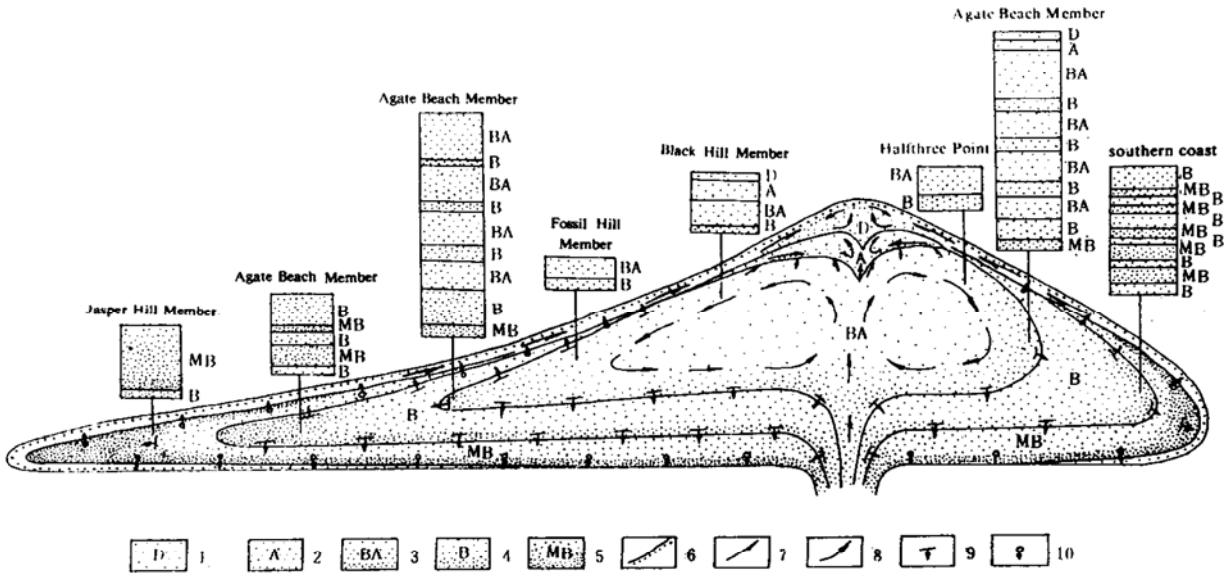 Agate Beach Member
D
A
BA
B
BA
B
BA
B
BA
B
MB
Agate Beach Member
BA
B
BA
B
BA
B
BA
B
MB
Black Hill Member
D
A
BA
B
Halfthree Point
BA
B
southern coast
B
MB
B
MB
B
MB
B
MB
B
MB
B
Fossil Hill
Member
BA
B
Agate Beach Member
B
MB
B
MB
B
Jasper Hill Member
MB
B
D
A
BA
B
B
MB
MB
D 1 A 2 BA 3 B 4 MB 5 6 7 8 9 10